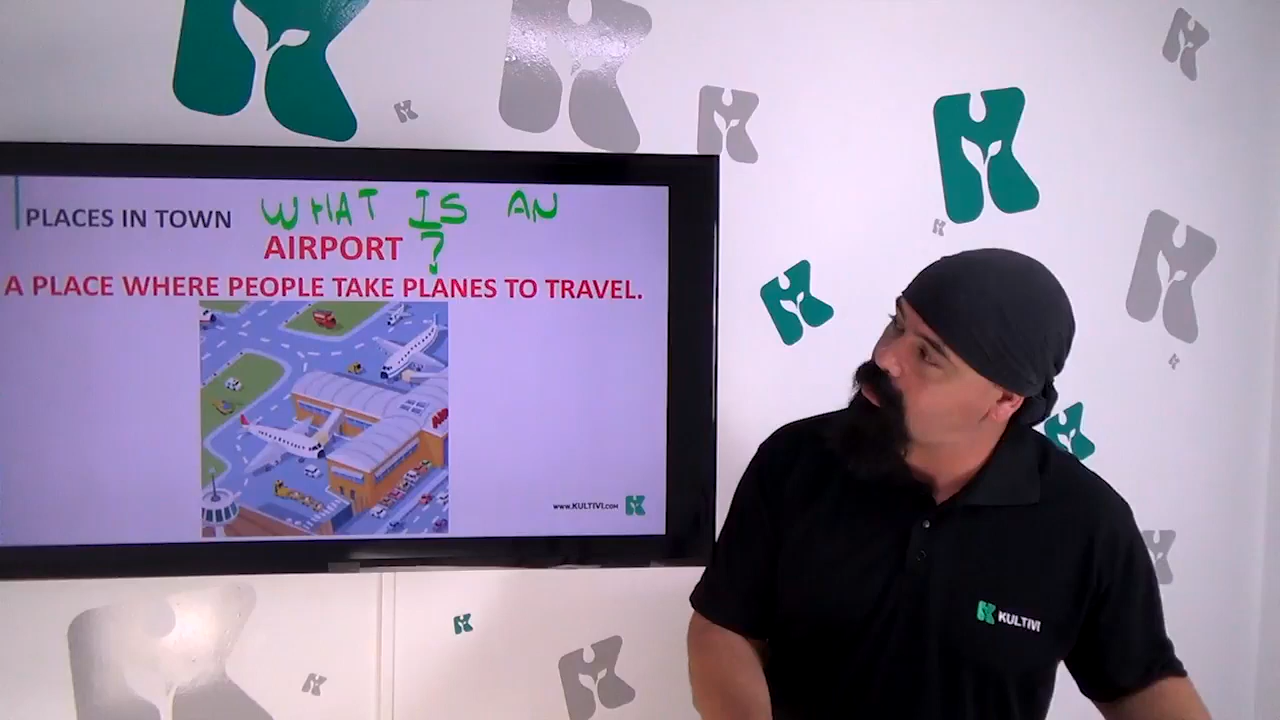 PLACES IN TOWN WHAT IS AN
AIRPORT ?
A PLACE WHERE PEOPLE TAKE PLANES TO TRAVEL.
WWW.KULTIVI.COM
KULTIVI